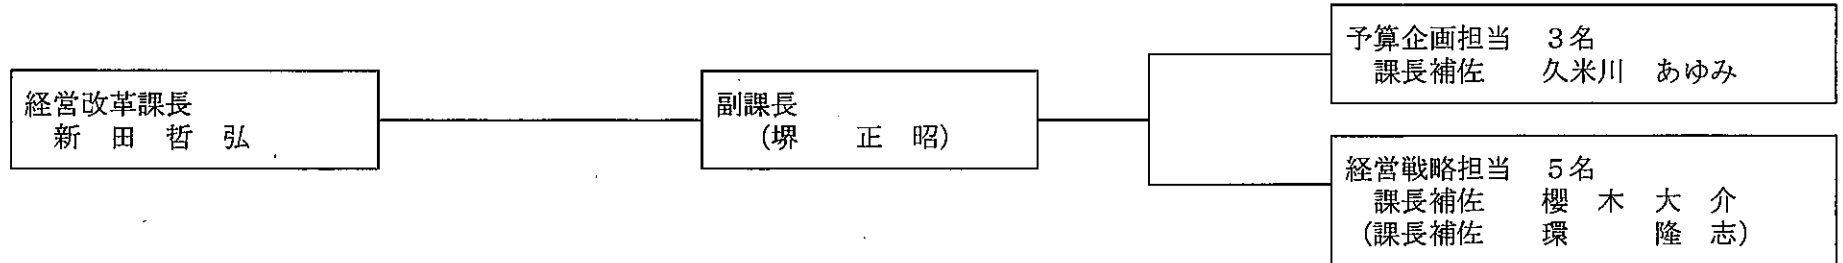 経営改革課長
新 田 哲 弘
副課長
(堺 正 昭)
予算企画担当 3名
課長補佐 久米川 あゆみ
経営戦略担当 5名
課長補佐 櫻 木 大 介
(課長補佐 環 隆 志)